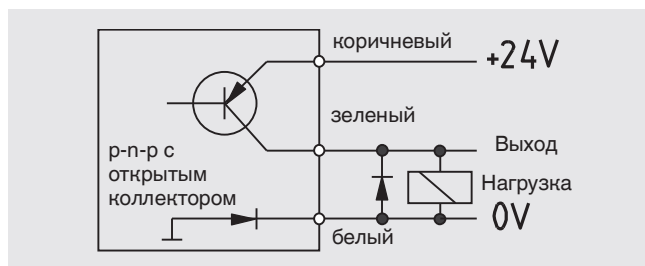 коричневый
+24V
зеленый
Выход
p-n-p с
открытым
коллектором
Нагрузка
0V
белый